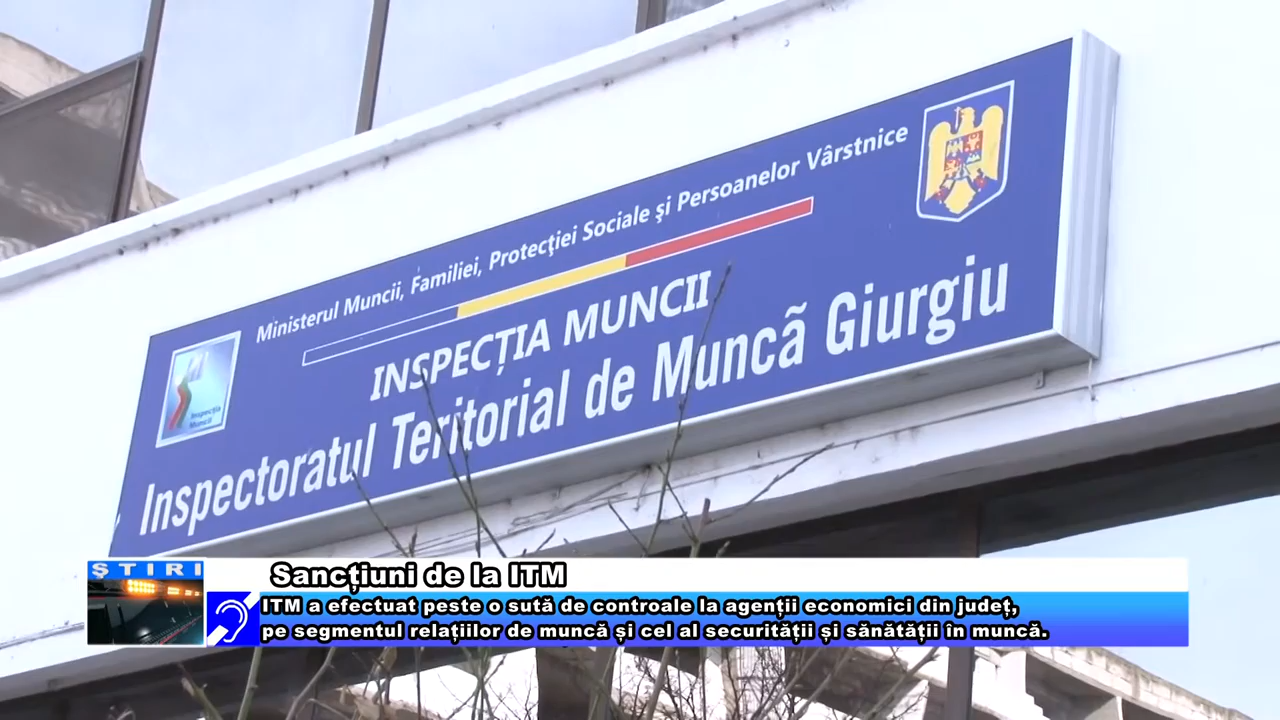 Ministerul Muncii, Familiei, Protecţiei Sociale şi Persoanelor Vârstnice
INSPECȚIA MUNCII
Inspectoratul Teritorial de Muncã Giurgiu
Inspecţia
Muncii
ŞTIRI
Sancțiuni de la ITM
ITM a efectuat peste o sută de controale la agenții economici din județ,
pe segmentul relațiilor de muncă și cel al securității și sănătății în muncă.